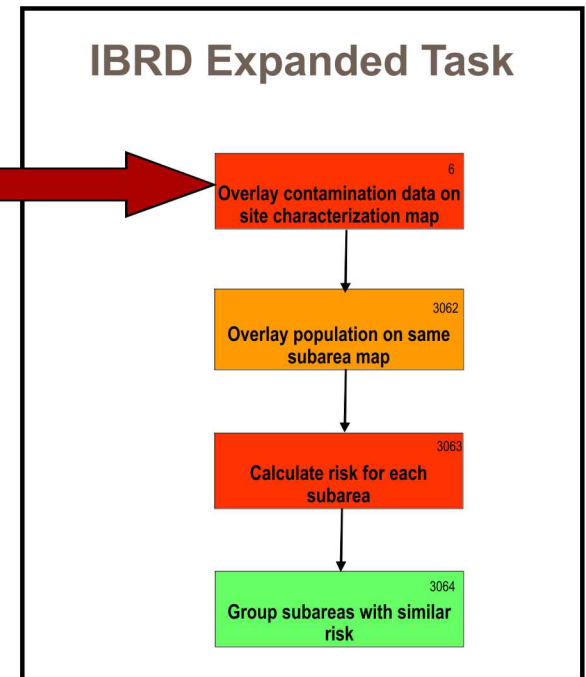 IBRD Expanded Task
6
Overlay contamination data on
site characterization map
3062
Overlay population on same
subarea map
3063
Calculate risk for each
subarea
3064
Group subareas with similar
risk